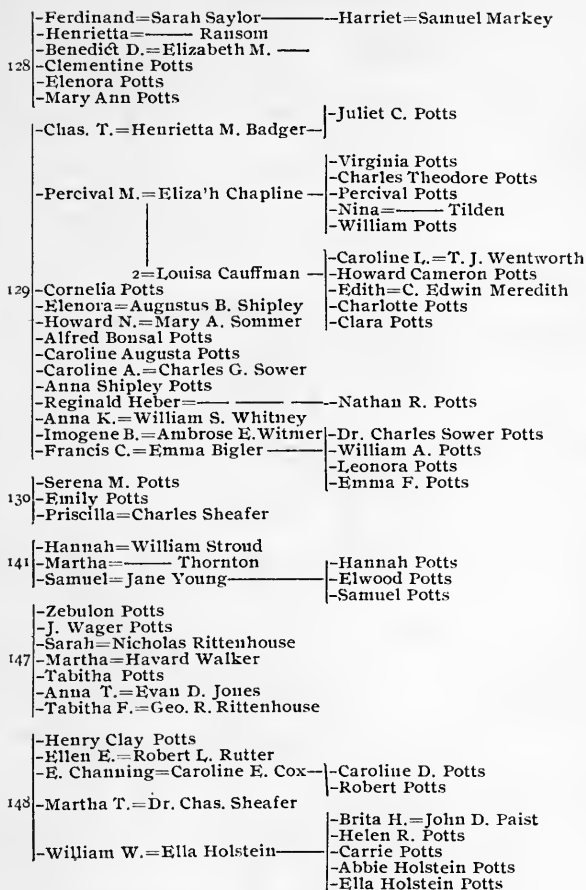 -Ferdinand=Sarah Saylor———Harriet=Samuel Markey
-Henrietta=—— Ransom
-Benedict D.=Elizabeth M. ——
128 -Clementine Potts
-Elenora Potts
-Mary Ann Potts
-Juliet C. Potts
-Chas. T.=Henrietta M. Badger-
-Virginia Potts
-Charles Theodore Potts
-Percival M.=Eliza'h Chapline -Percival Potts
-Nina=—— Tilden
-William Potts
-Caroline L.=T. J. Wentworth
2=Louisa Cauffman -Howard Cameron Potts
129 -Cornelia Potts -Edith=C. Edwin Meredith
-Elenora=Augustus B. Shipley -Charlotte Potts
-Howard N.=Mary A. Sommer -Clara Potts
-Alfred Bonsal Potts
-Caroline Augusta Potts
-Caroline A.=Charles G. Sower
-Anna Shipley Potts
-Reginald Heber=—— —— ——Nathan R. Potts
-Anna K.=William S. Whitney
-Imogene B.=Ambrose E. Witmer -Dr. Charles Sower Potts
-Francis C.=Emma Bigler——-William A. Potts
-Leonora Potts
-Serena M. Potts -Emma F. Potts
130 -Emily Potts
-Priscilla=Charles Sheafer
-Hannah=William Stroud
141 -Martha=—— Thornton -Hannah Potts
-Samuel=Jane Young———-Elwood Potts
-Samuel Potts
-Zebulon Potts
-J. Wager Potts
-Sarah=Nicholas Rittenhouse
147 -Martha=Havard Walker
-Tabitha Potts
-Anna T.=Evan D. Jones
-Tabitha F.=Geo. R. Rittenhouse
-Henry Clay Potts
-Ellen E.=Robert L. Rutter
-E. Channing=Caroline E. Cox--Caroline D. Potts
-Robert Potts
148 -Martha T.=Dr. Chas. Sheafer
-Brita H.=John D. Paist
-Helen R. Potts
-William W.=Ella Holstein——-Carrie Potts
-Abbie Holstein Potts
-Ella Holstein Potts